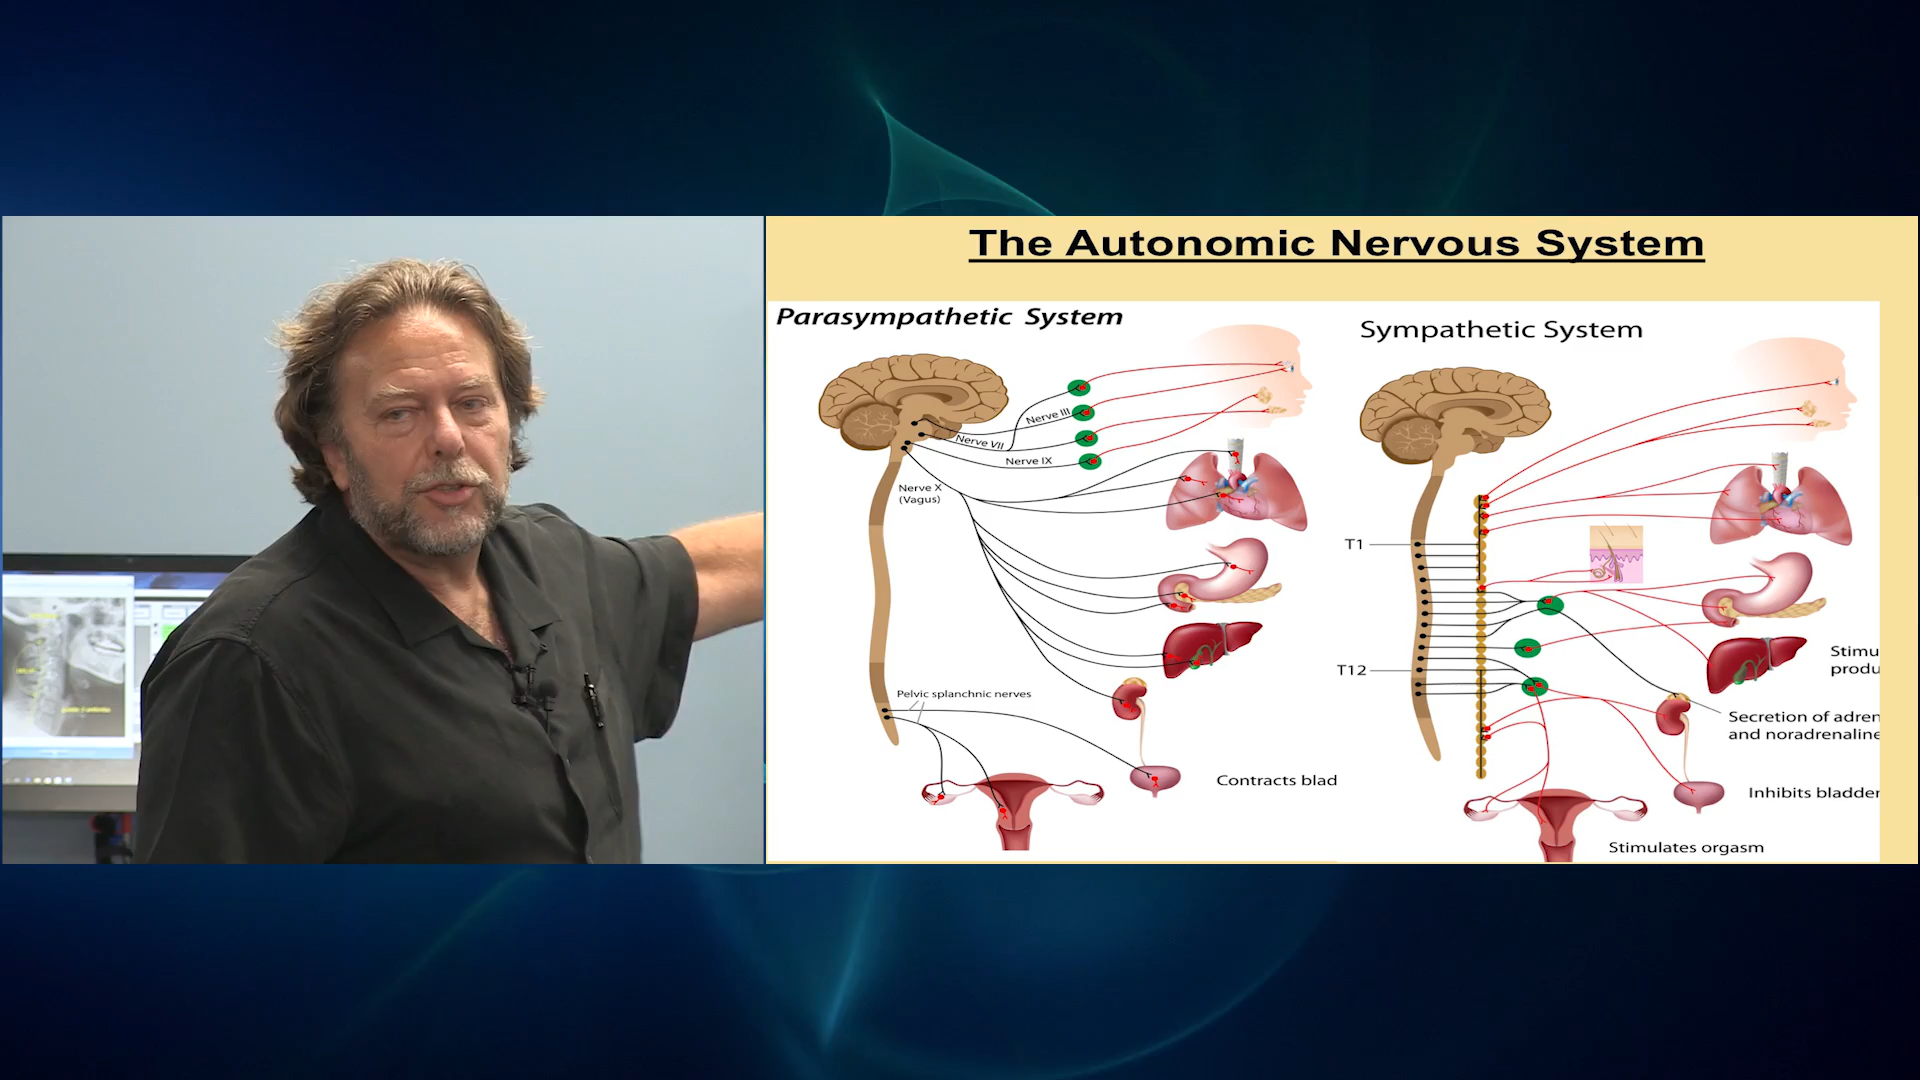 The Autonomic Nervous System
Parasympathetic System
Nerve III
Nerve VII
Nerve IX
Nerve X
(Vagus)
Pelvic splanchnic nerves
Contracts blad
Sympathetic System
T1
T12
Stimu
produ
Secretion of adren
and noradrenaline
Inhibits bladder
Stimulates orgasm